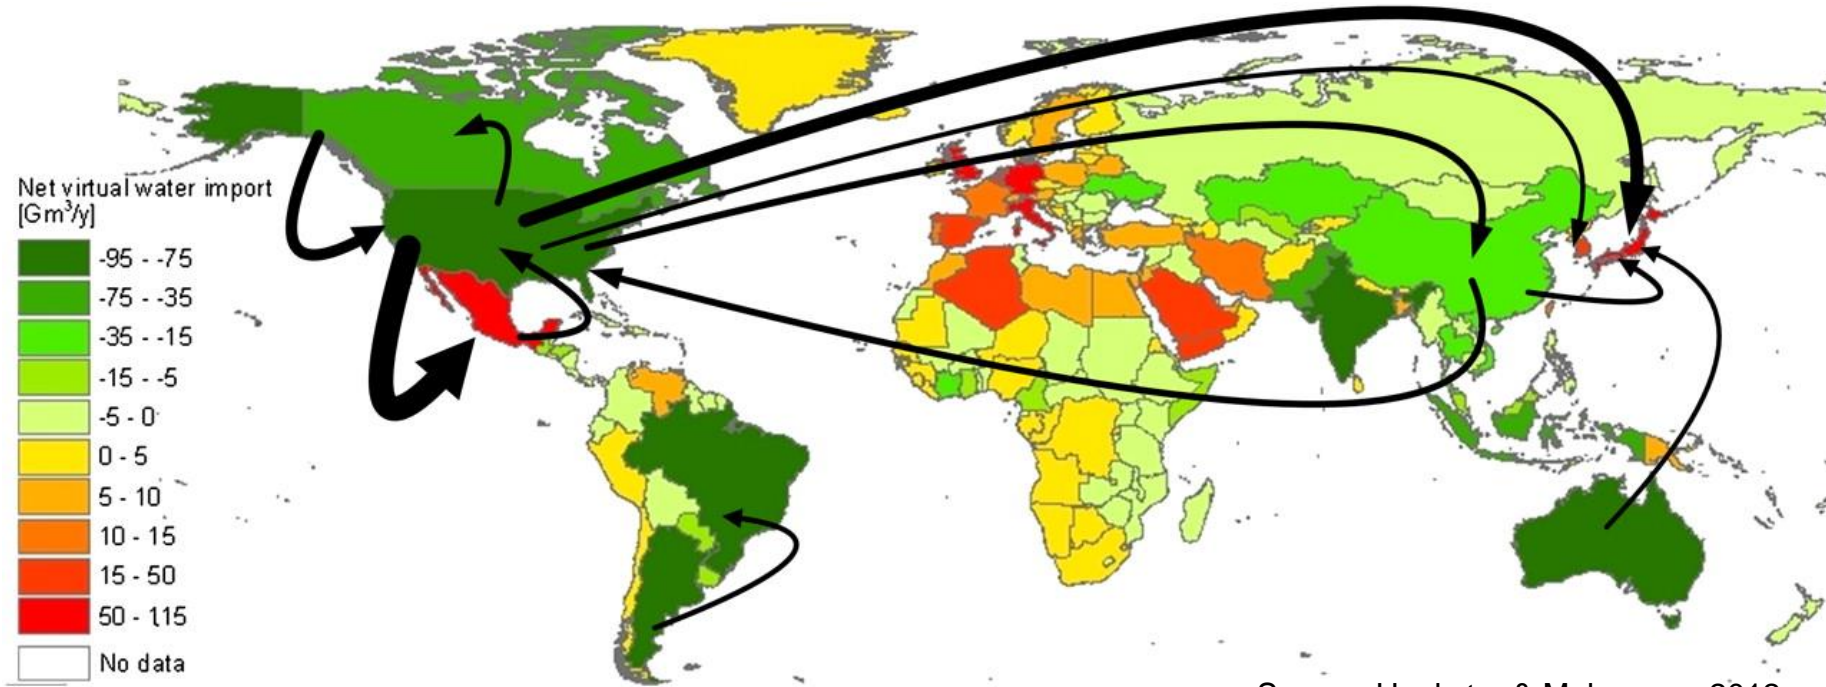 Net virtual water import
[Gm³/y]
-95 - -75
-75 - -35
-35 - -15
-15 - -5
-5 - 0
0 - 5
5 - 10
10 - 15
15 - 50
50 - 115
No data